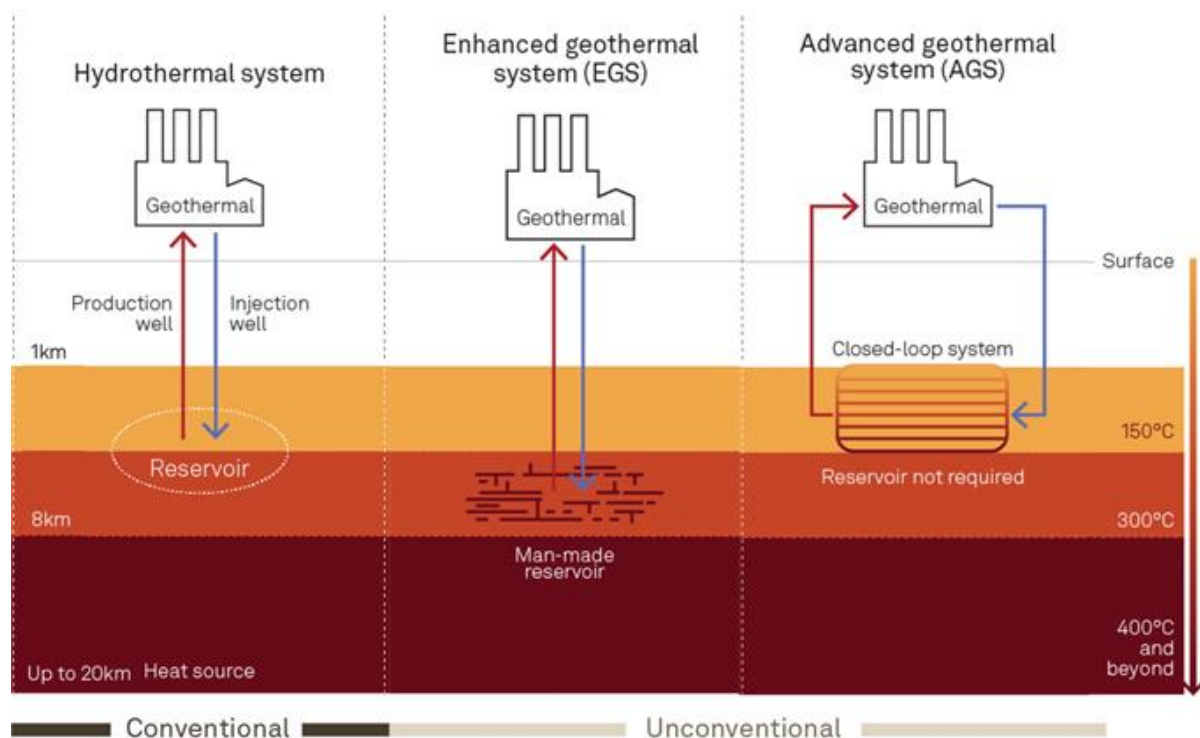 Hydrothermal system
Enhanced geothermal
system (EGS)
Advanced geothermal
system (AGS)
Geothermal
Geothermal
Geothermal
Surface
Production
well
Injection
well
1km
Closed-loop system
150°C
Reservoir
Reservoir not required
8km
300°C
Man-made
reservoir
400°C
and
beyond
Up to 20km
Heat source
Conventional
Unconventional